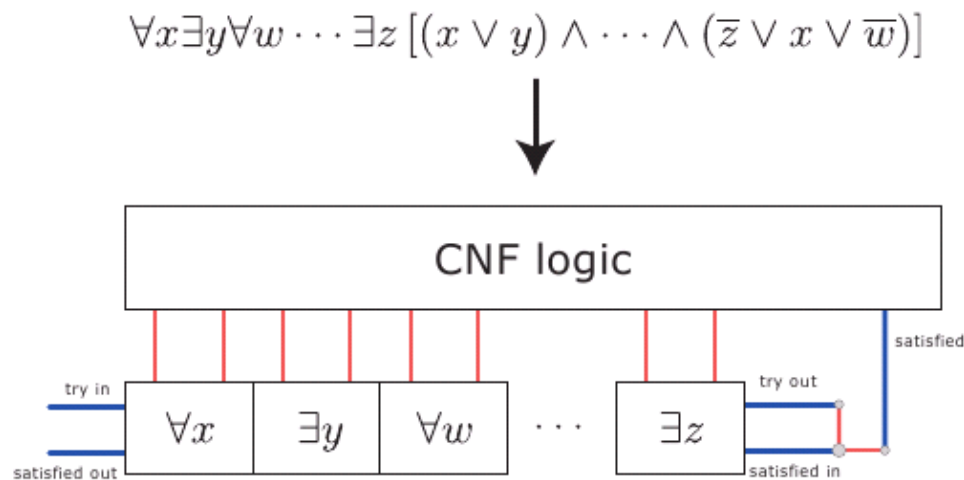 ∀x∃y∀w ··· ∃z [(x ∨ y) ∧ ··· ∧ (z̅ ∨ x ∨ w̅)]
CNF logic
satisfied
try in
try out
∀x ∃y ∀w ··· ∃z
satisfied out
satisfied in